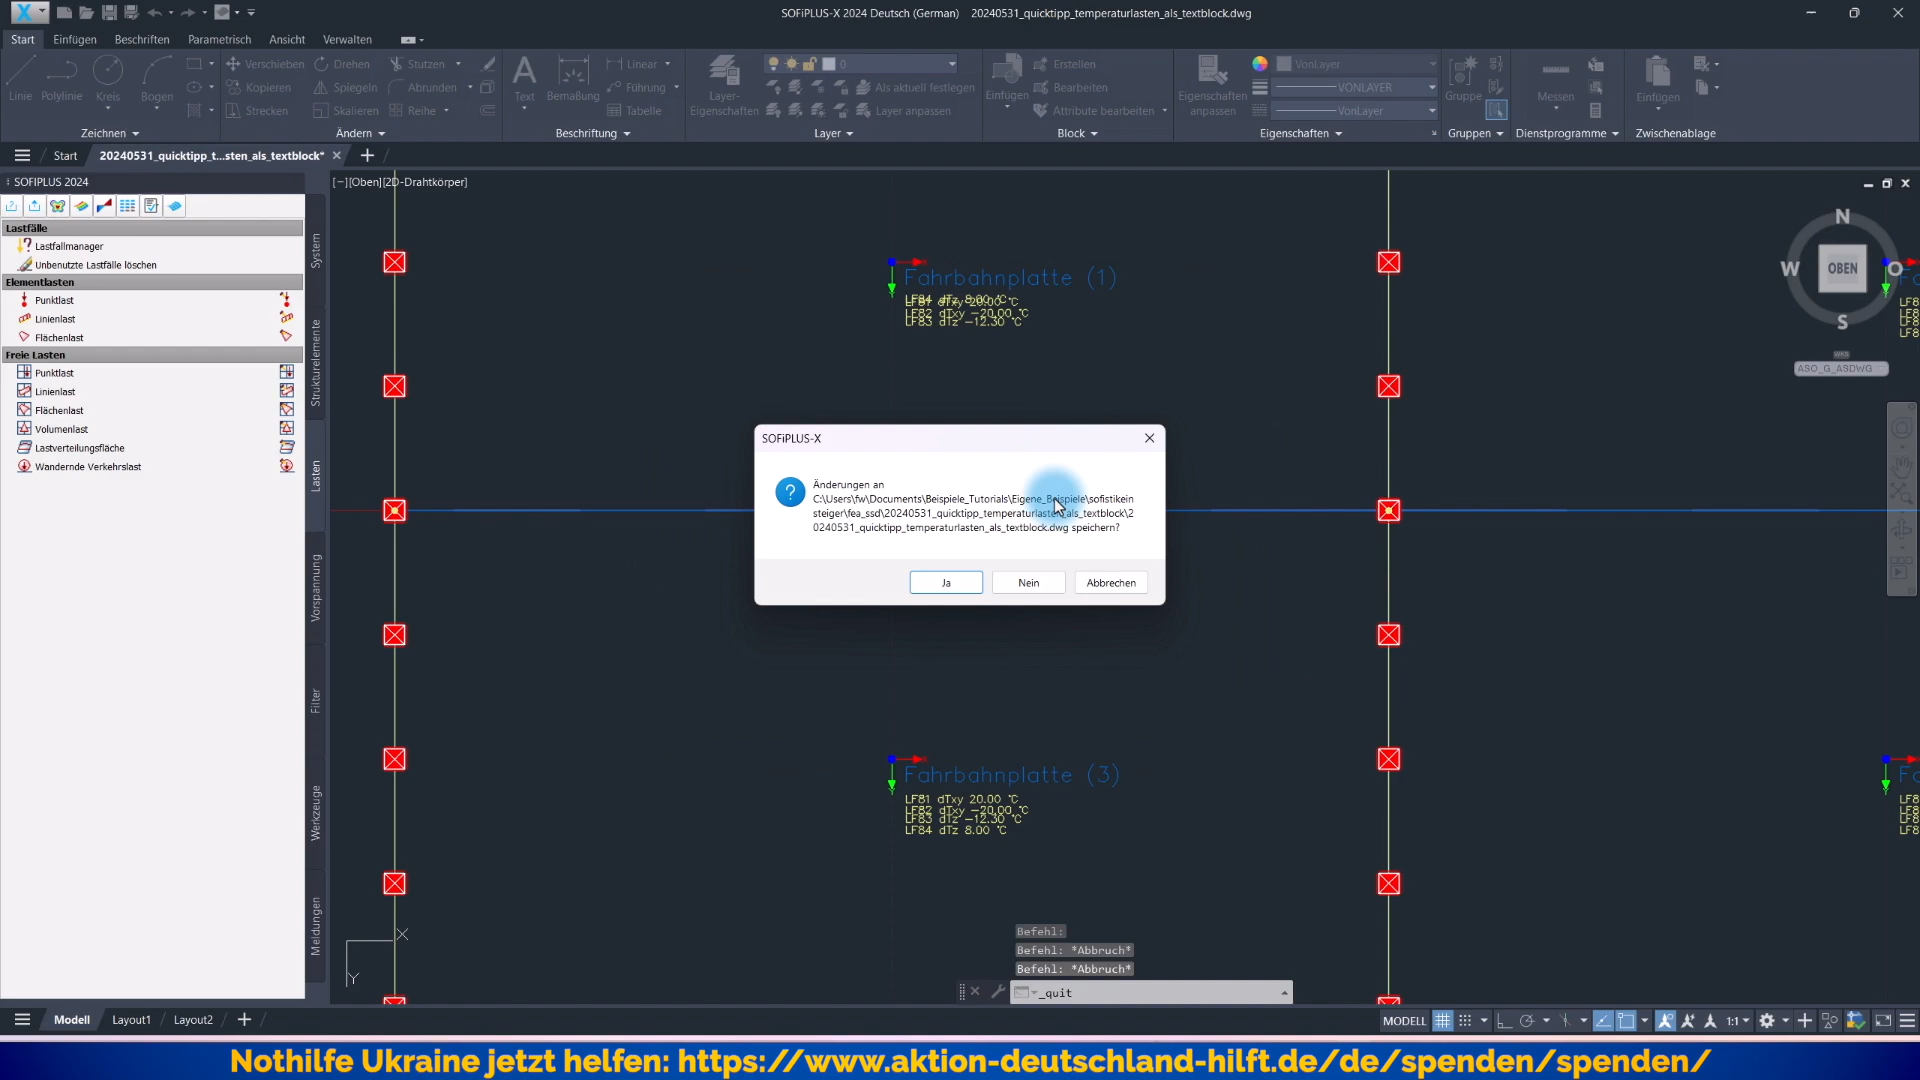 SOFiPLUS-X 2024 Deutsch (German) 20240531_quicktipp_temperaturlasten_als_textblock.dwg
Start Einfügen Beschriften Parametrisch Ansicht Verwalten
Verschieben Drehen Stutzen
Kopieren Spiegeln Abrunden
Strecken Skalieren Reihe
Linie Polylinie Kreis Bogen
Text Bemaßung
Linear
Führung
Tabelle
Layer-
Eigenschaften
0
Als aktuell festlegen
Layer anpassen
Einfügen
Erstellen
Bearbeiten
Attribute bearbeiten
Eigenschaften
anpassen
VonLayer
VONLAYER
VonLayer
Gruppe
Messen
Einfügen
Zeichnen Ändern Beschriftung Layer Block Eigenschaften Gruppen Dienstprogramme Zwischenablage
Start 20240531_quicktipp_t...sten_als_textblock*
SOFIPLUS 2024
Lastfälle
Lastfallmanager
Unbenutzte Lastfälle löschen
Elementlasten
Punktlast
Linienlast
Flächenlast
Freie Lasten
Punktlast
Linienlast
Flächenlast
Volumenlast
Lastverteilungsfläche
Wandernde Verkehrslast
System
Strukturelemente
Lasten
Vorspannung
Filter
Werkzeuge
Meldungen
[−][Oben][2D-Drahtkörper]
Fahrbahnplatte (1)
LF82 dTxy −20.00 °C
LF83 dTz −12.30 °C
N
W OBEN O
S
WKS
ASO_G_ASDWG
SOFiPLUS-X
Änderungen an
C:\Users\fw\Documents\Beispiele_Tutorials\Eigene_Beispiele\sofistikein
steiger\fea_ssd\20240531_quicktipp_temperaturlasten_als_textblock\2
0240531_quicktipp_temperaturlasten_als_textblock.dwg speichern?
Ja Nein Abbrechen
Fahrbahnplatte (3)
LF81 dTxy 20.00 °C
LF82 dTxy −20.00 °C
LF83 dTz −12.30 °C
LF84 dTz 8.00 °C
X
Y
Befehl:
Befehl: *Abbruch*
Befehl: *Abbruch*
_quit
Modell Layout1 Layout2
MODELL 1:1
Nothilfe Ukraine jetzt helfen: https://www.aktion-deutschland-hilft.de/de/spenden/spenden/